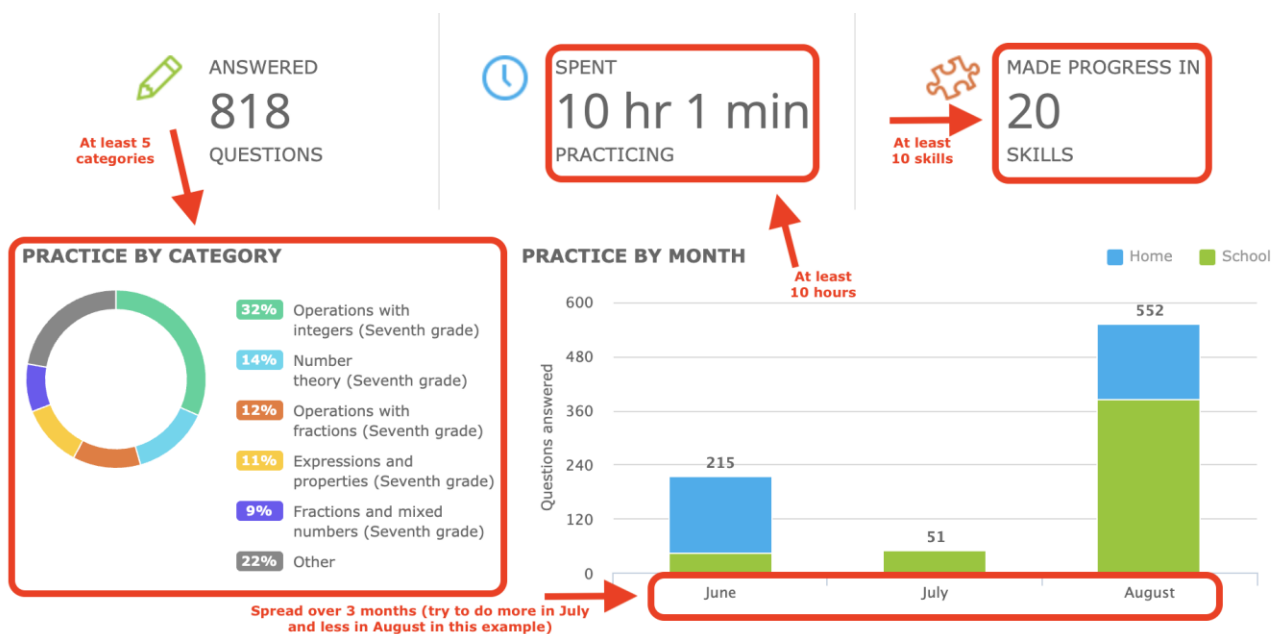 ANSWERED
818
QUESTIONS
At least 5
categories
SPENT
10 hr 1 min
PRACTICING
MADE PROGRESS IN
20
SKILLS
At least
10 skills
At least
10 hours
PRACTICE BY CATEGORY
32% Operations with
integers (Seventh grade)
14% Number
theory (Seventh grade)
12% Operations with
fractions (Seventh grade)
11% Expressions and
properties (Seventh grade)
9% Fractions and mixed
numbers (Seventh grade)
22% Other
PRACTICE BY MONTH
Home School
Questions answered
600
480
360
240
120
0
215
51
552
June July August
Spread over 3 months (try to do more in July
and less in August in this example)